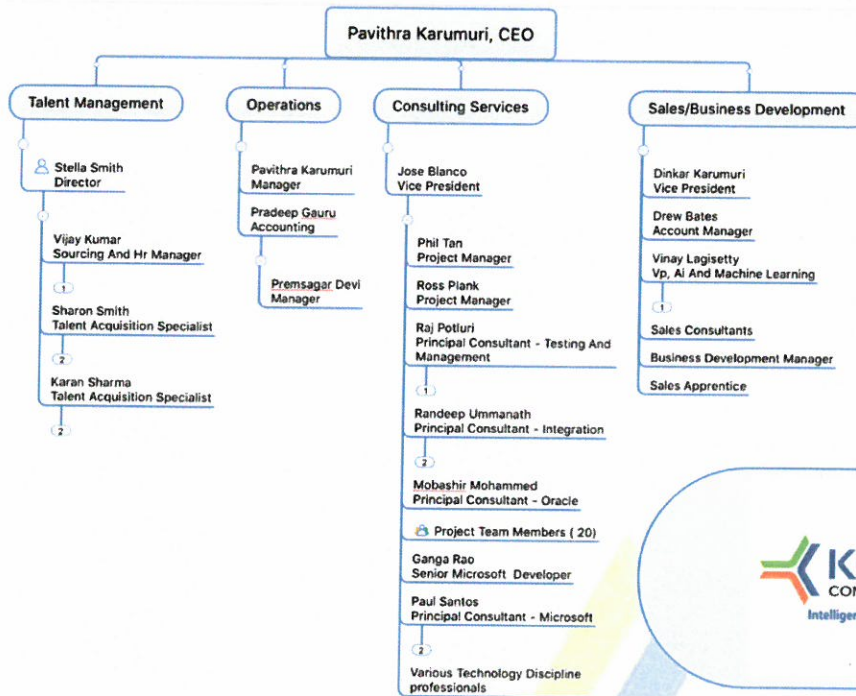 Pavithra Karumuri, CEO
Talent Management
Stella Smith
Director
Vijay Kumar
Sourcing And Hr Manager
1
Sharon Smith
Talent Acquisition Specialist
2
Karan Sharma
Talent Acquisition Specialist
2
Operations
Pavithra Karumuri
Manager
Pradeep Gauru
Accounting
Premsagar Devi
Manager
Consulting Services
Jose Blanco
Vice President
Phil Tan
Project Manager
Ross Plank
Project Manager
Raj Potluri
Principal Consultant - Testing And
Management
1
Randeep Ummanath
Principal Consultant - Integration
2
Mobashir Mohammed
Principal Consultant - Oracle
Project Team Members ( 20)
Ganga Rao
Senior Microsoft Developer
Paul Santos
Principal Consultant - Microsoft
2
Various Technology Discipline
professionals
Sales/Business Development
Dinkar Karumuri
Vice President
Drew Bates
Account Manager
Vinay Lagisetty
Vp, Ai And Machine Learning
1
Sales Consultants
Business Development Manager
Sales Apprentice
K
CON
Intelligen